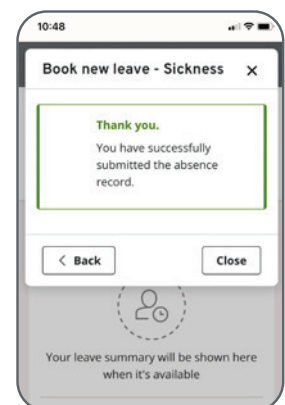 10:48
Book new leave - Sickness ×
Thank you.
You have successfully
submitted the absence
record.
< Back
Close
Your leave summary will be shown here
when it's available